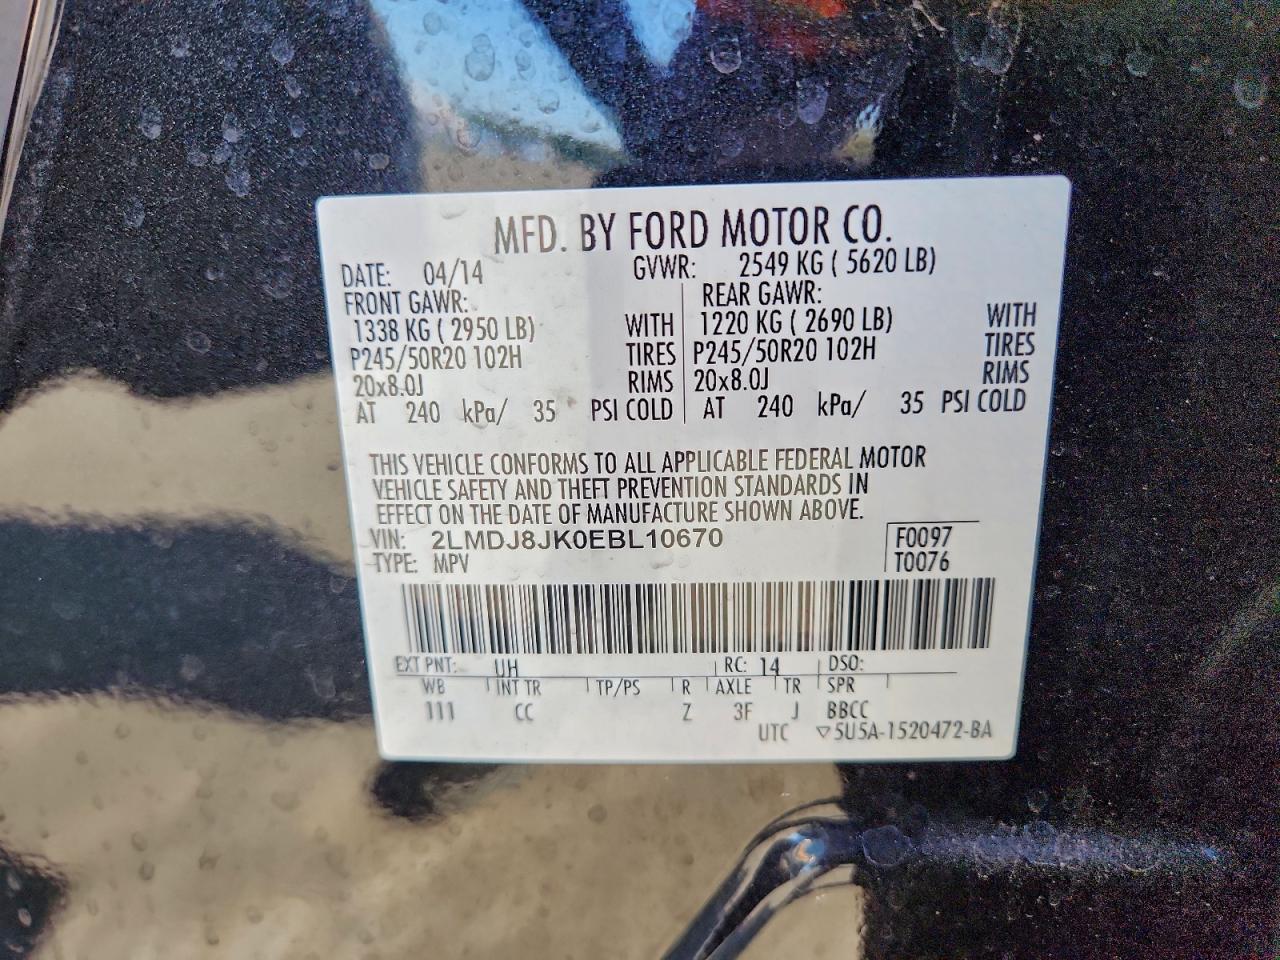 MFD. BY FORD MOTOR CO.
DATE: 04/14 GVWR: 2549 KG ( 5620 LB)
FRONT GAWR: REAR GAWR:
1338 KG ( 2950 LB) WITH 1220 KG ( 2690 LB) WITH
P245/50R20 102H TIRES P245/50R20 102H TIRES
20x8.0J RIMS 20x8.0J RIMS
AT 240 kPa/ 35 PSI COLD AT 240 kPa/ 35 PSI COLD
THIS VEHICLE CONFORMS TO ALL APPLICABLE FEDERAL MOTOR
VEHICLE SAFETY AND THEFT PREVENTION STANDARDS IN
EFFECT ON THE DATE OF MANUFACTURE SHOWN ABOVE.
VIN: 2LMDJ8JK0EBL10670 F0097
TYPE: MPV T0076
EXT PNT: UH RC: 14 DSO:
WB INT TR TP/PS R AXLE TR SPR
111 CC Z 3F J BBCC
UTC ▽5U5A-1520472-BA